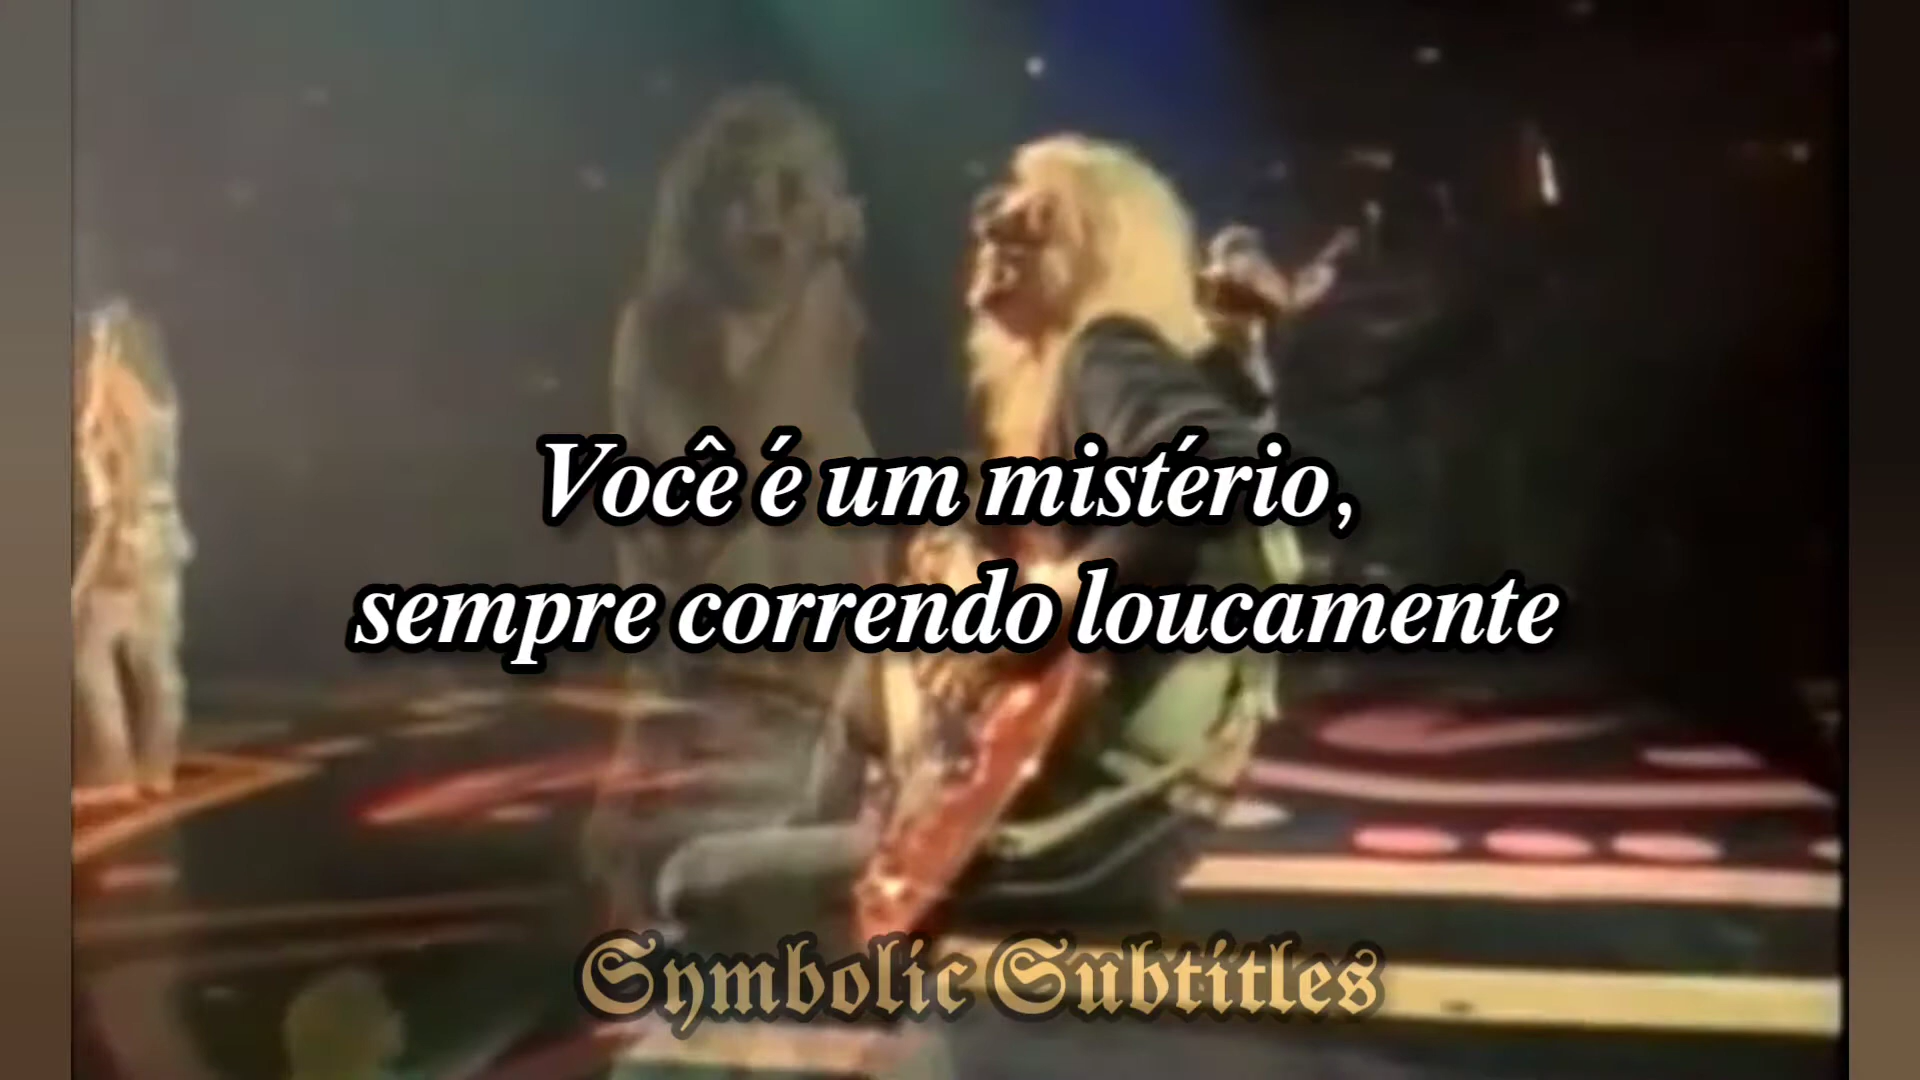 Você é um mistério,
sempre correndo loucamente
Symbolic Subtitles